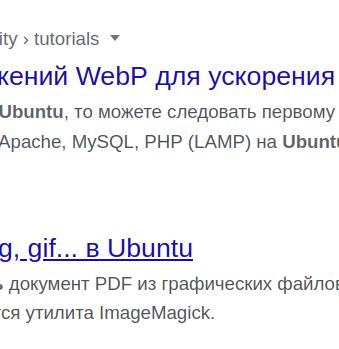 ity › tutorials
жений WebP для ускорения
Ubuntu, то можете следовать первому
Apache, MySQL, PHP (LAMP) на Ubuntu
g, gif... в Ubuntu
ь документ PDF из графических файлов
ся утилита ImageMagick.